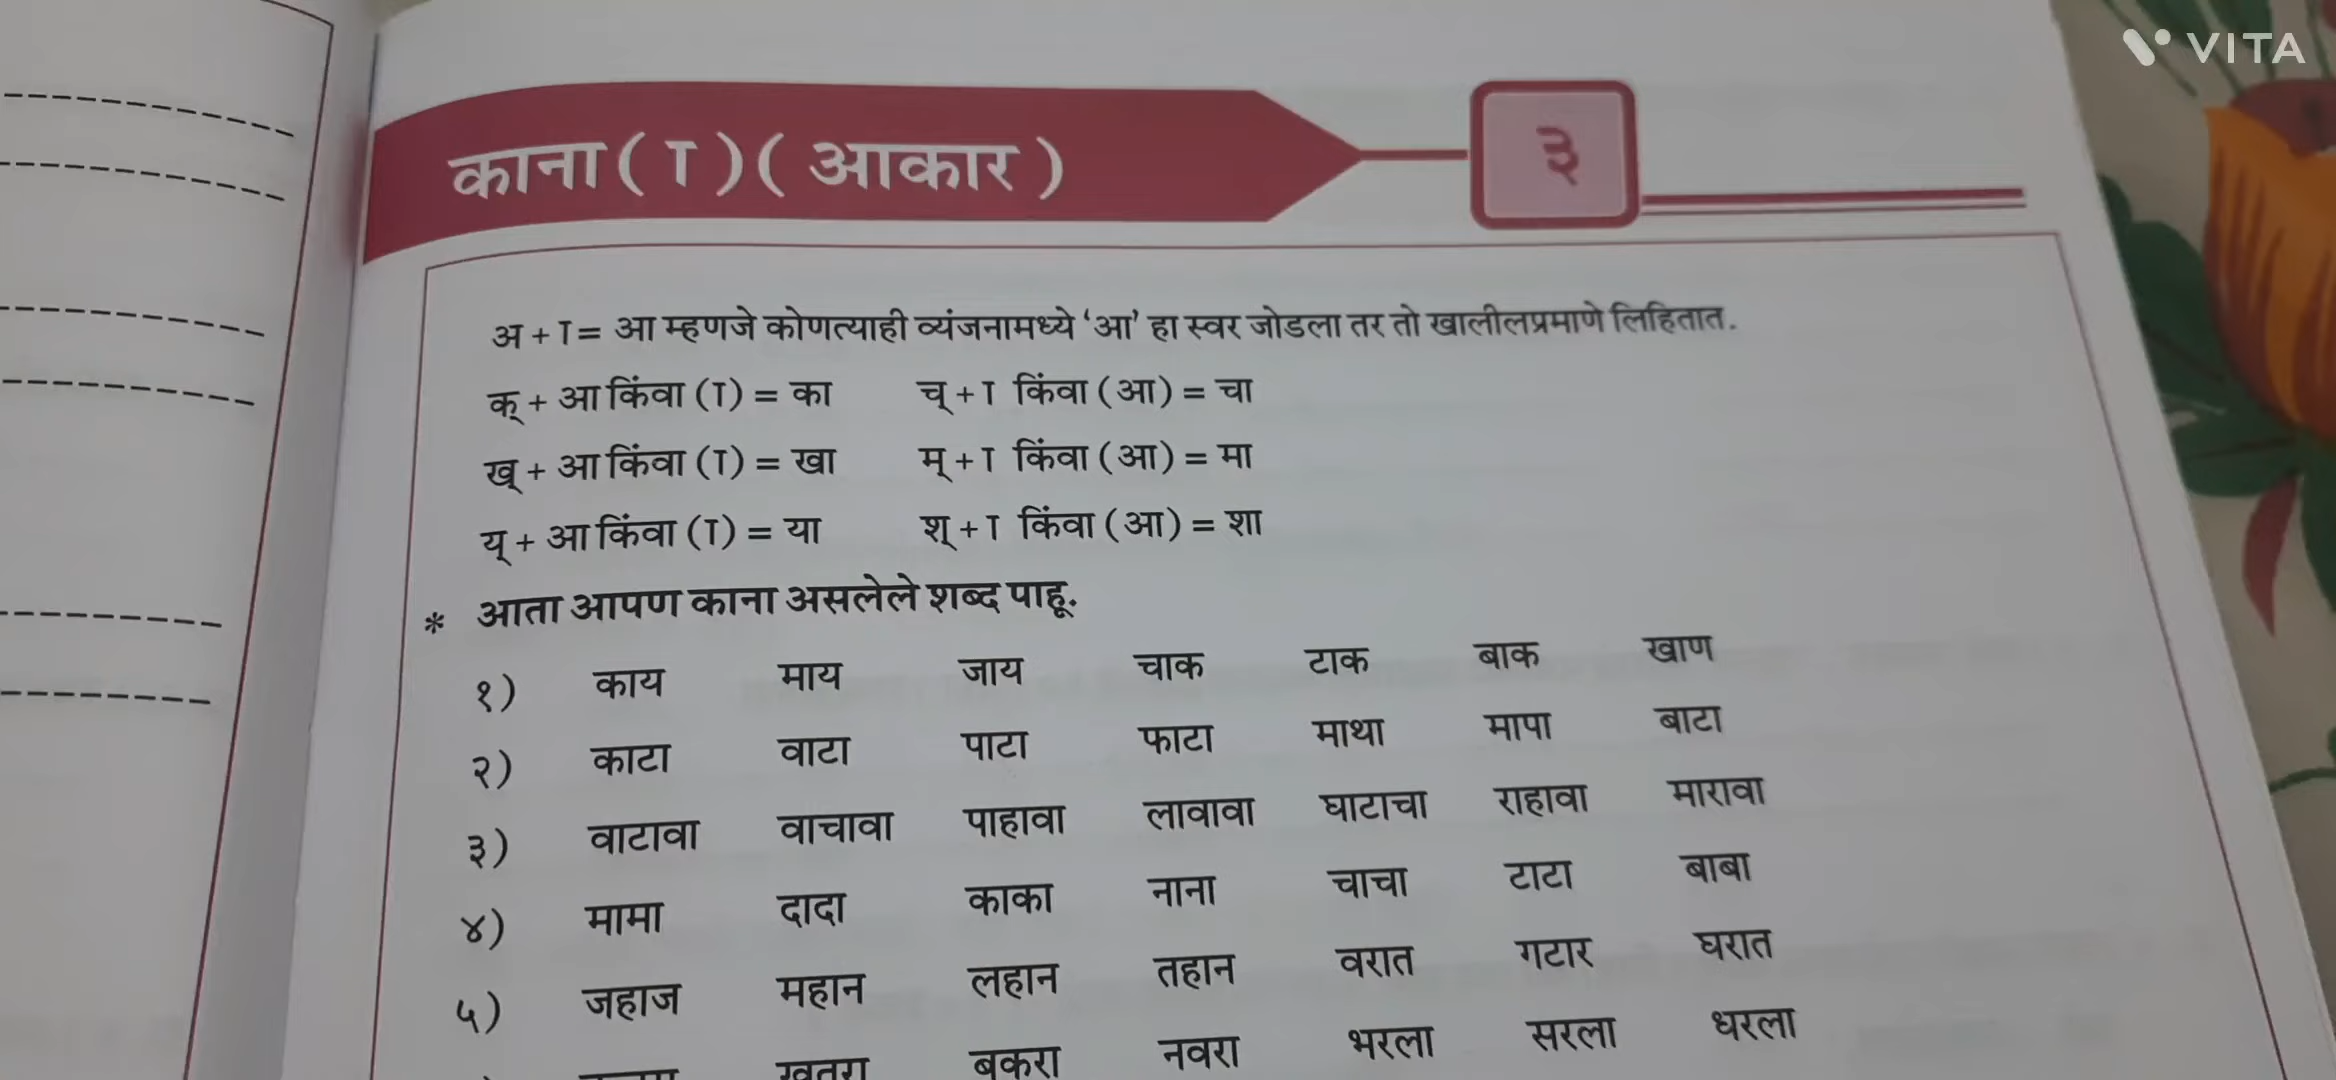 VITA
काना ( ा ) ( आकार )
३
अ + ा = आ म्हणजे कोणत्याही व्यंजनामध्ये ‘आ’ हा स्वर जोडला तर तो खालीलप्रमाणे लिहितात.
क् + आ किंवा (ा) = का च् + ा किंवा (आ) = चा
ख् + आ किंवा (ा) = खा म् + ा किंवा (आ) = मा
य् + आ किंवा (ा) = या श् + ा किंवा (आ) = शा
* आता आपण काना असलेले शब्द पाहू.
१) काय माय जाय चाक टाक बाक खाण
२) काटा वाटा पाटा फाटा माथा मापा बाटा
३) वाटावा वाचावा पाहावा लावावा घाटाचा राहावा मारावा
४) मामा दादा काका नाना चाचा टाटा बाबा
५) जहाज महान लहान तहान वरात गटार घरात
खतरा बकरा नवरा भरला सरला धरला